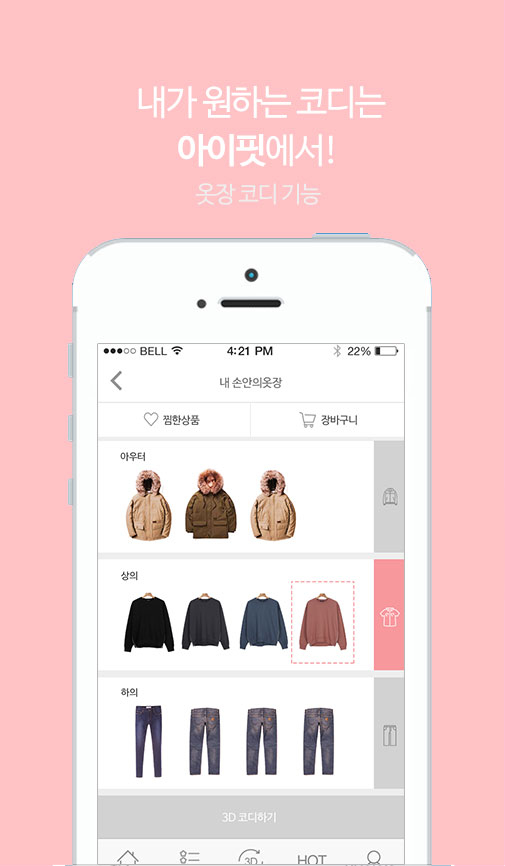 내가 원하는 코디는
아이핏에서!
옷장 코디 기능
BELL 4:21 PM 22%
내 손안의옷장
찜한상품 장바구니
아우터
상의
하의
3D 코디하기
3D HOT